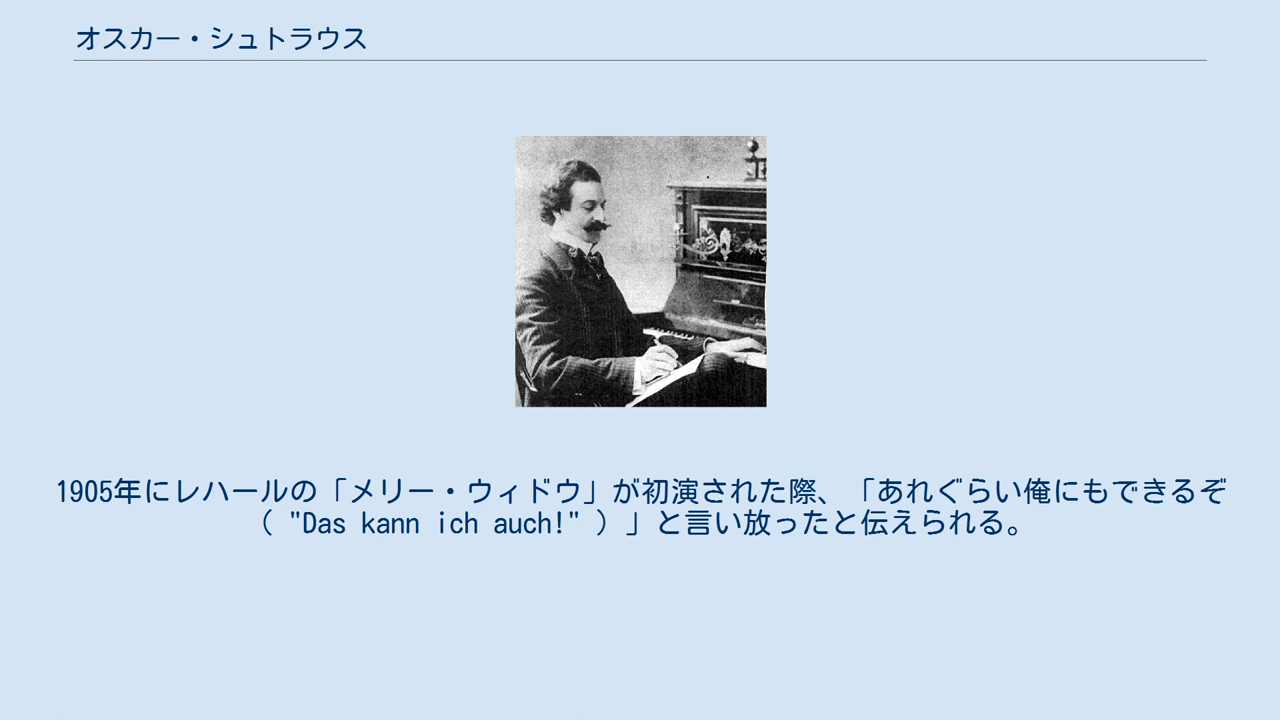 オスカー・シュトラウス
1905年にレハールの「メリー・ウィドウ」が初演された際、「あれぐらい俺にもできるぞ
( "Das kann ich auch!" )」と言い放ったと伝えられる。